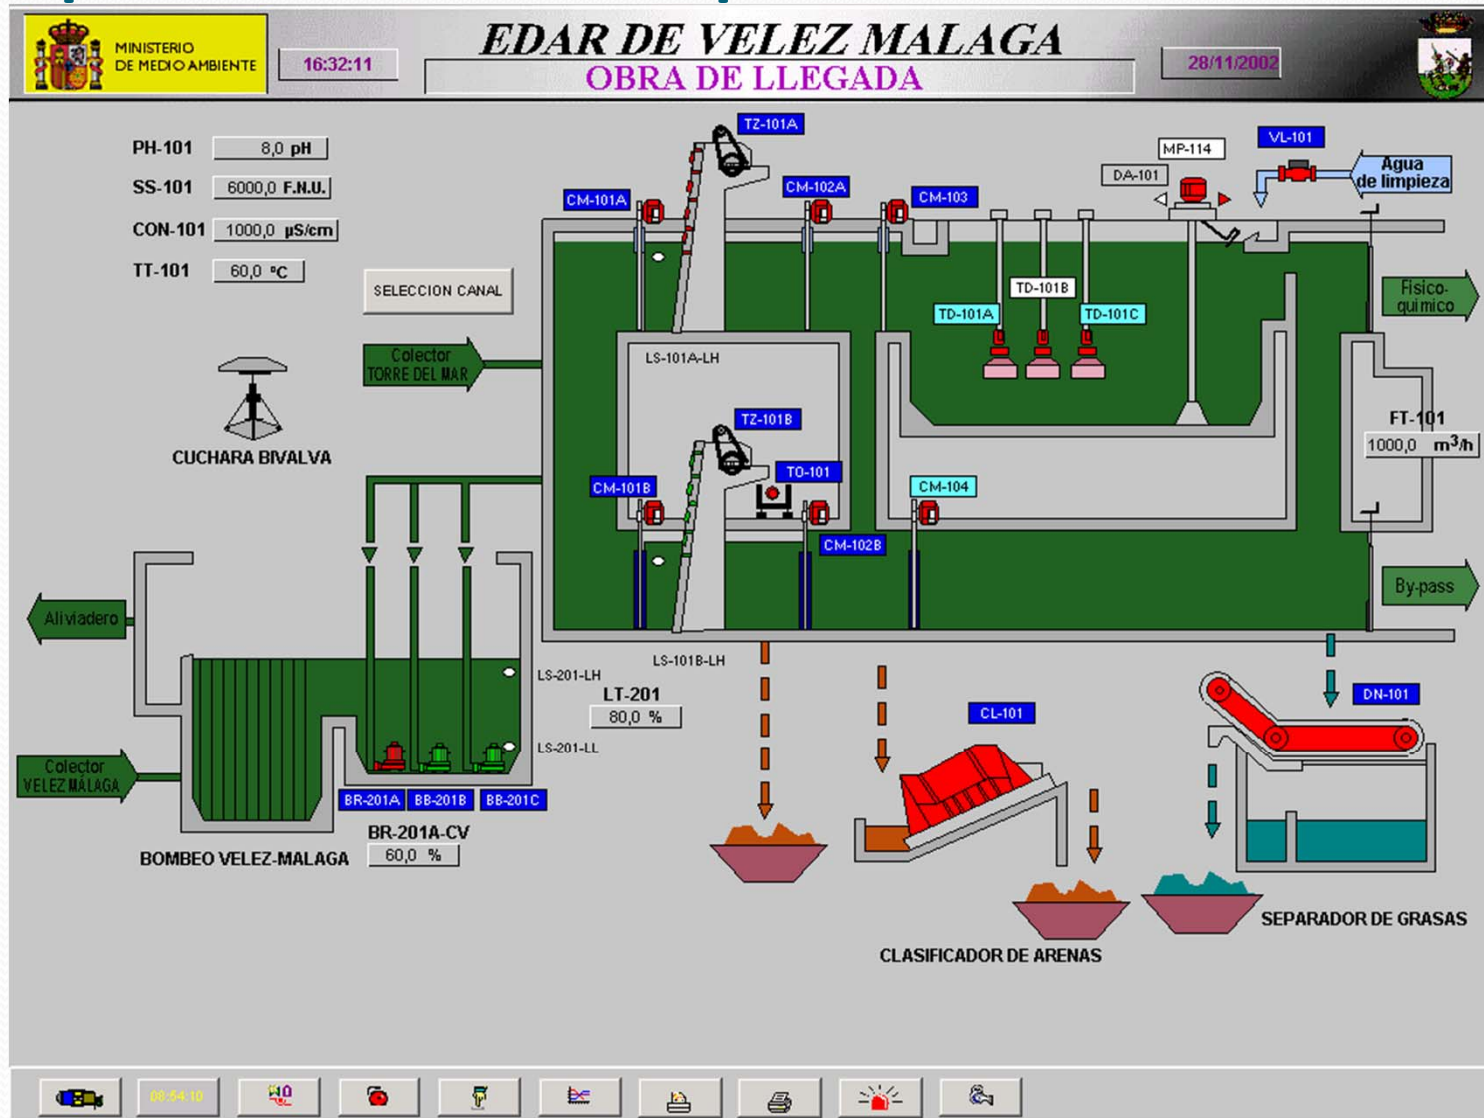 MINISTERIO
DE MEDIO AMBIENTE
16:32:11
EDAR DE VELEZ MALAGA
OBRA DE LLEGADA
28/11/2002
PH-101 8,0 pH
SS-101 6000,0 F.N.U.
CON-101 1000,0 µS/cm
TT-101 60,0 ºC
SELECCION CANAL
TZ-101A
CM-101A
CM-102A
CM-103
DA-101
MP-114
VL-101
Agua
de limpieza
TD-101A
TD-101B
TD-101C
Fisico-
quimico
Colector
TORRE DEL MAR
LS-101A-LH
CUCHARA BIVALVA
TZ-101B
TO-101
CM-101B
CM-102B
CM-104
FT-101
1000,0 m³/h
By-pass
Aliviadero
LS-101B-LH
LS-201-LH
LT-201
80,0 %
LS-201-LL
Colector
VELEZ MÁLAGA
BR-201A
BB-201B
BB-201C
BR-201A-CV
60,0 %
BOMBEO VELEZ-MALAGA
CL-101
DN-101
CLASIFICADOR DE ARENAS
SEPARADOR DE GRASAS
08:54:10